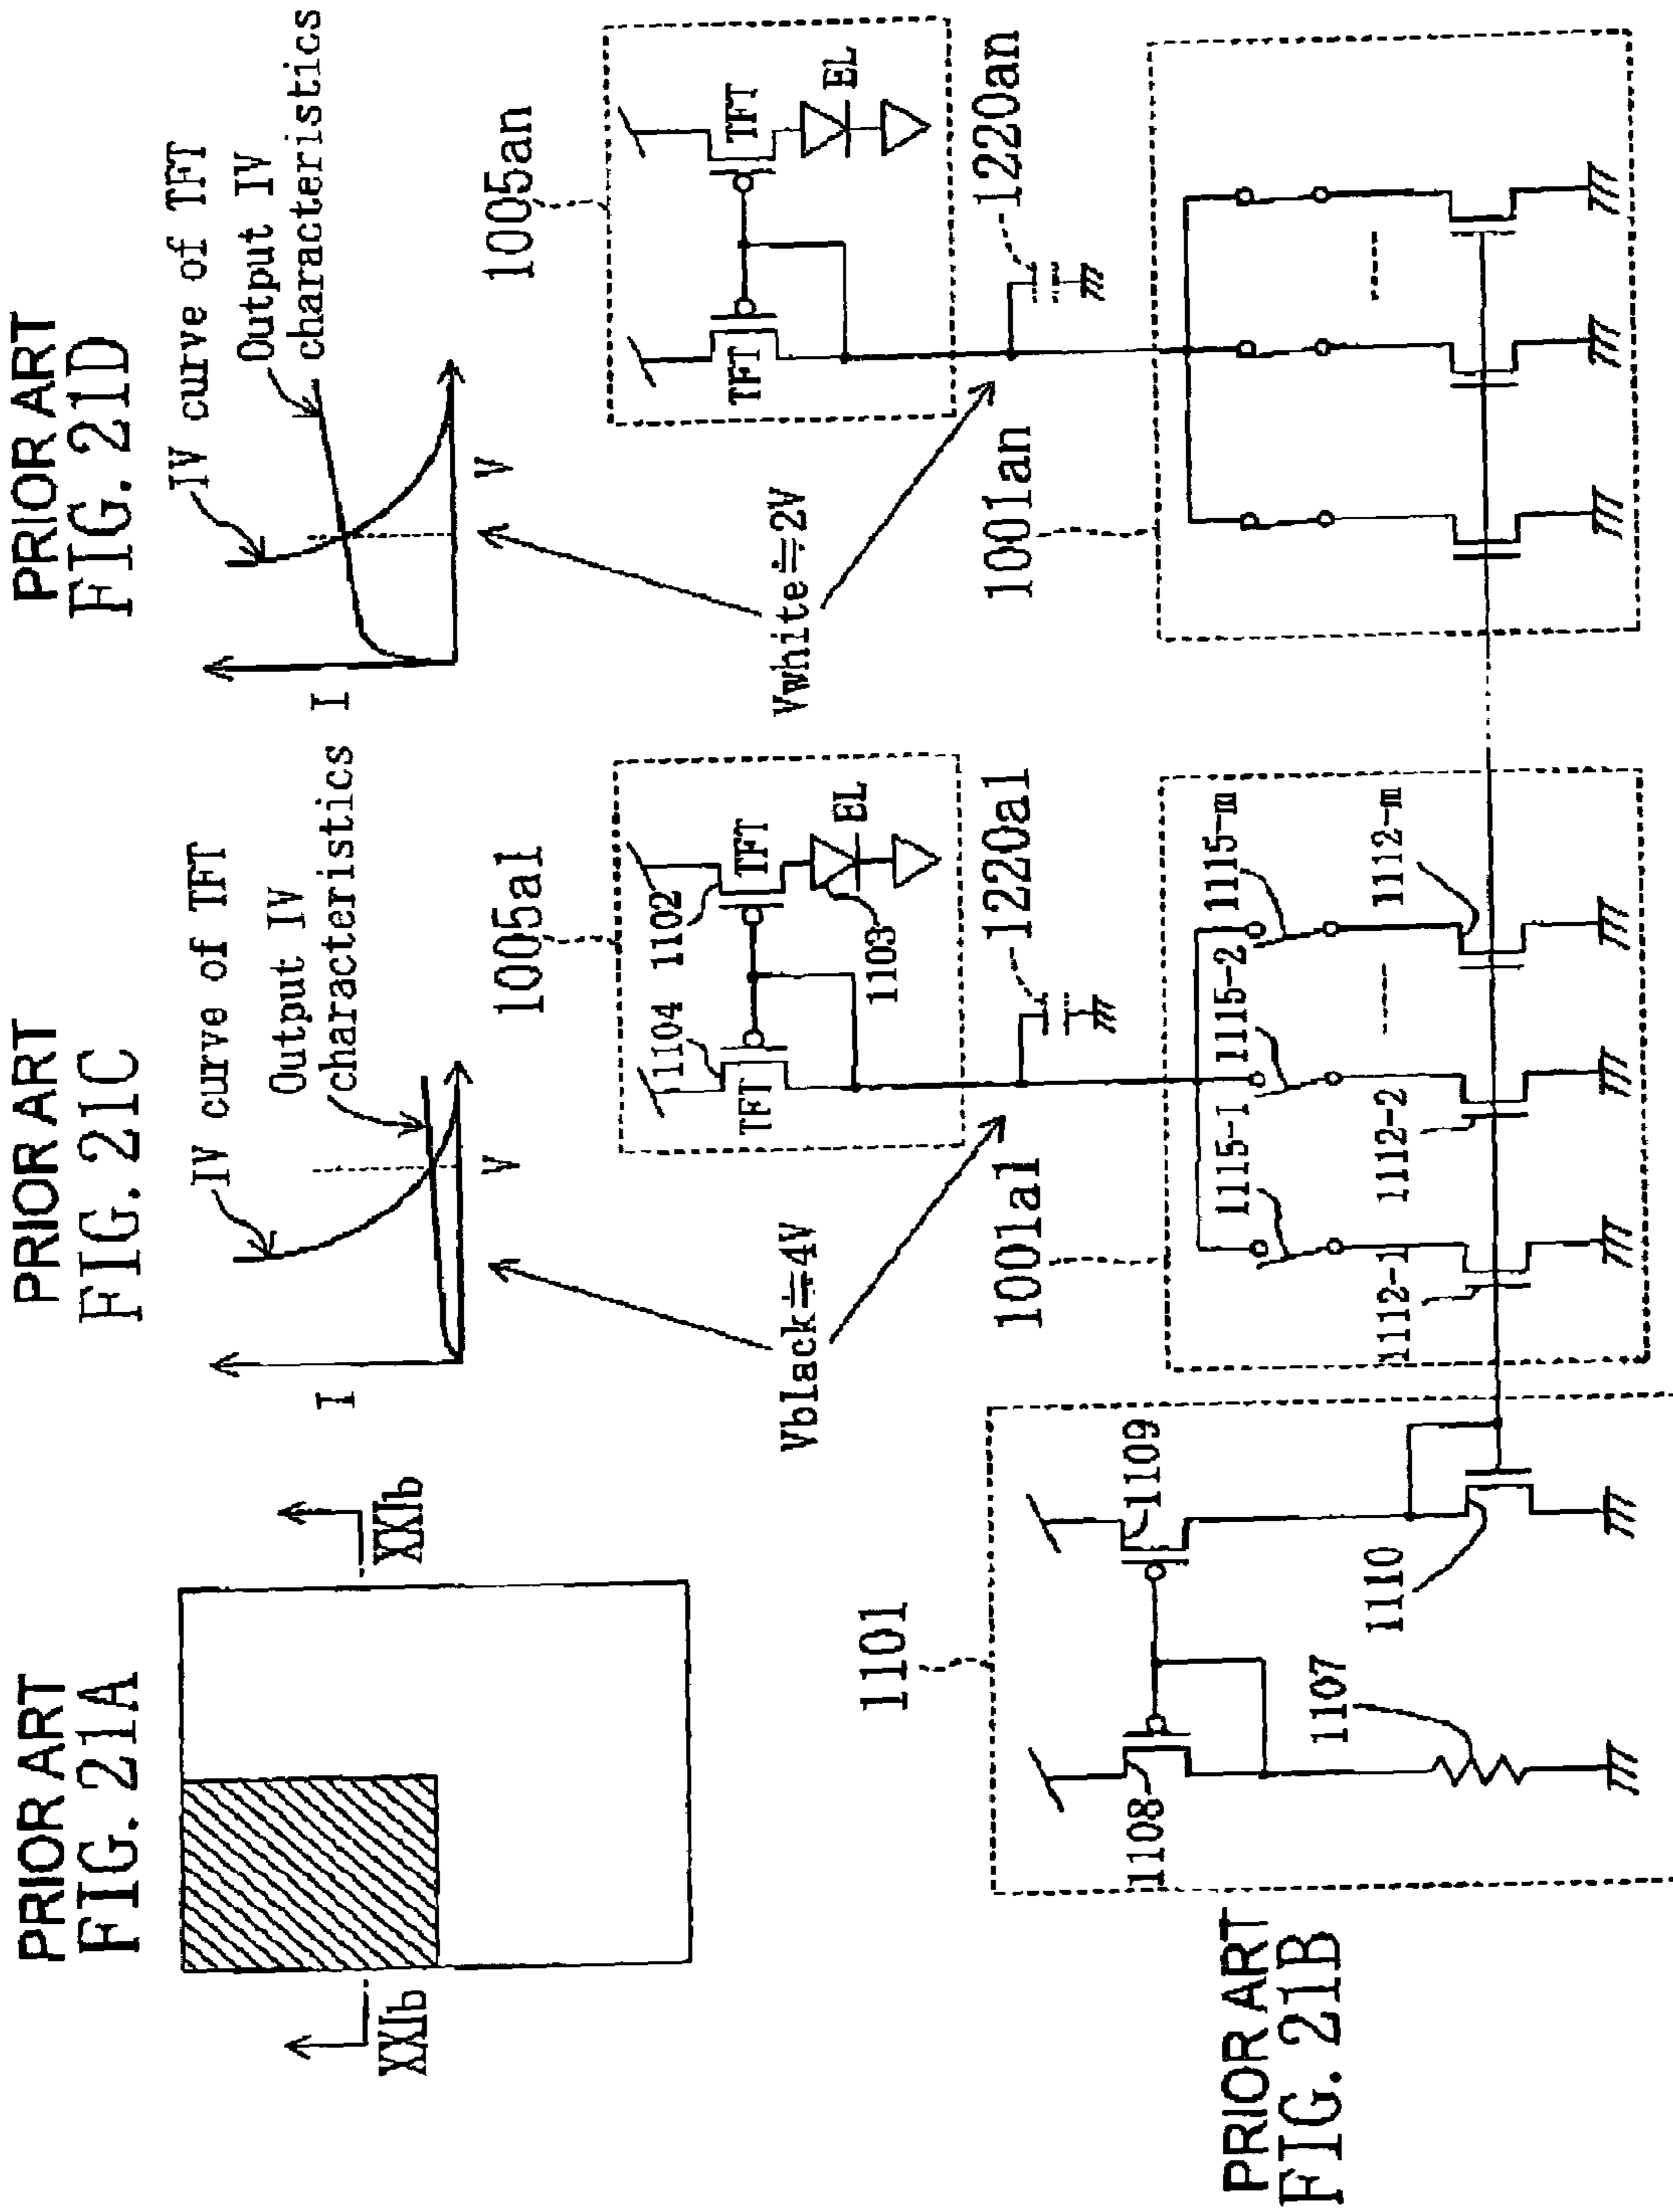 PRIOR ART
FIG. 21A
XXIb
XXIb
PRIOR ART
FIG. 21C
IV curve of TFT
Output IV
characteristics
I
V
Vblack≒4V
PRIOR ART
FIG. 21D
IV curve of TFT
Output IV
characteristics
I
V
Vwhite≒2V
PRIOR ART
FIG. 21B
1101
1108
1109
1107
1110
1005a1
1104
1102
TFT
TFT
EL
1103
1220a1
1001a1
1115-1
1115-2
1115-m
1112-1
1112-2
1112-m
1005an
TFT
TFT
EL
1220an
1001an